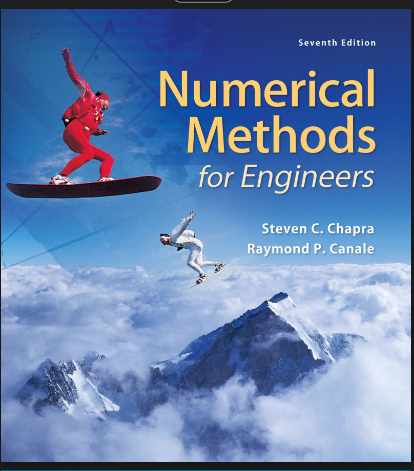 Seventh Edition
Numerical
Methods
for Engineers
Steven C. Chapra
Raymond P. Canale